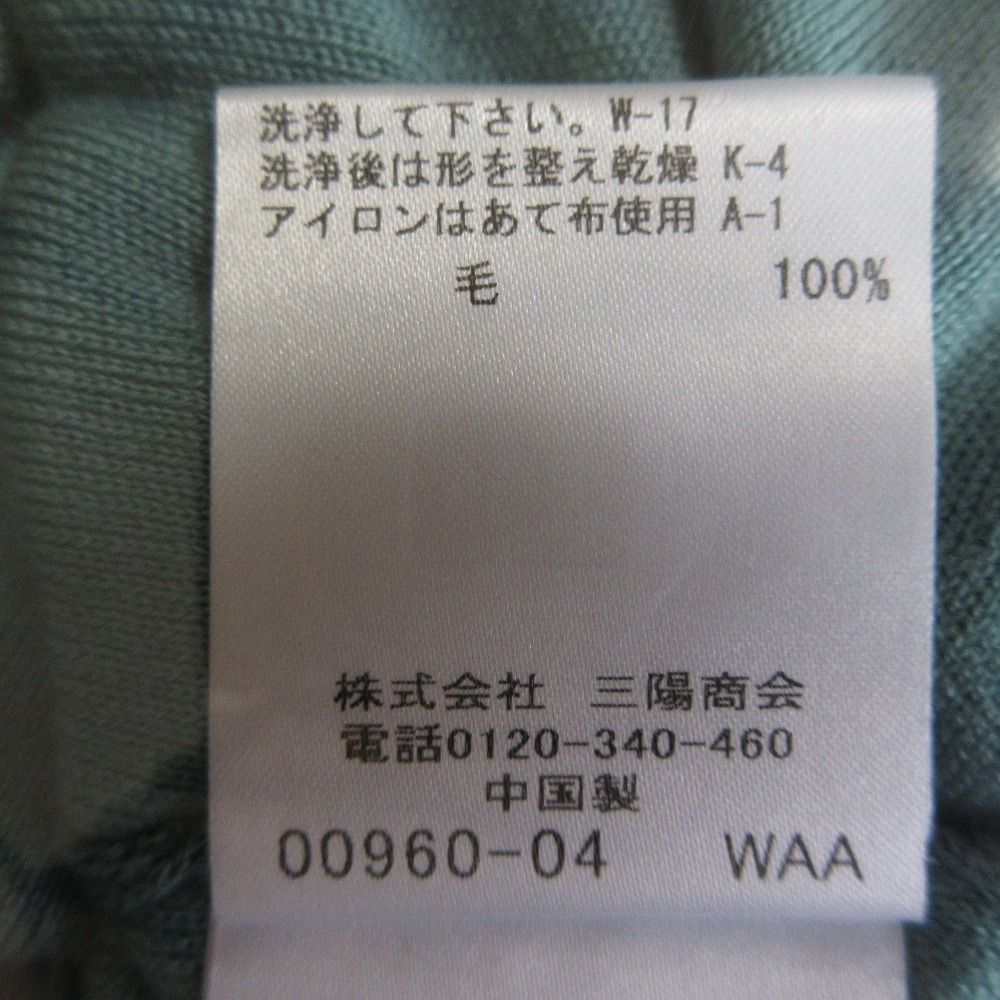 洗浄して下さい。W-17
洗浄後は形を整え乾燥 K-4
アイロンはあて布使用 A-1
毛 100%
株式会社 三陽商会
電話0120-340-460
中国製
00960-04 WAA